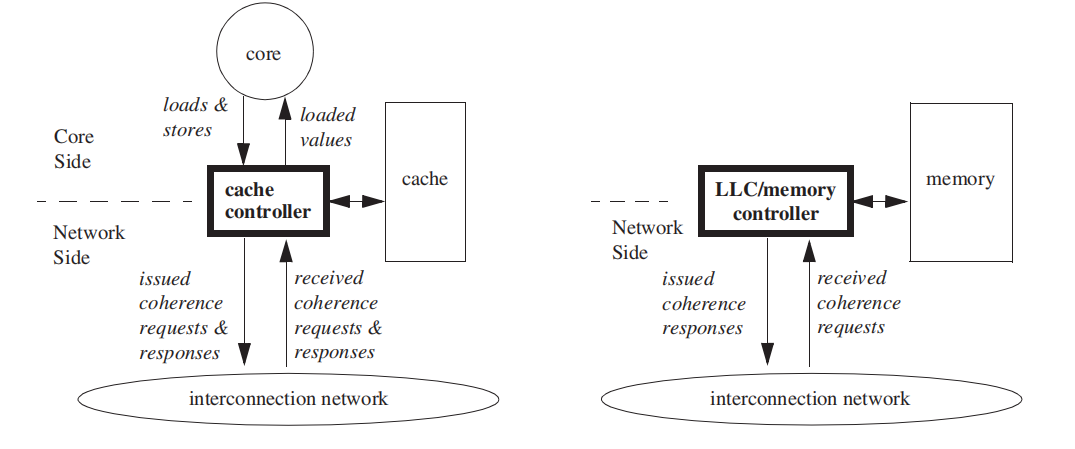 core
loads &
stores
loaded
values
Core
Side
cache
cache
controller
Network
Side
issued
coherence
requests &
responses
received
coherence
requests &
responses
interconnection network
memory
LLC/memory
controller
Network
Side
issued
coherence
responses
received
coherence
requests
interconnection network